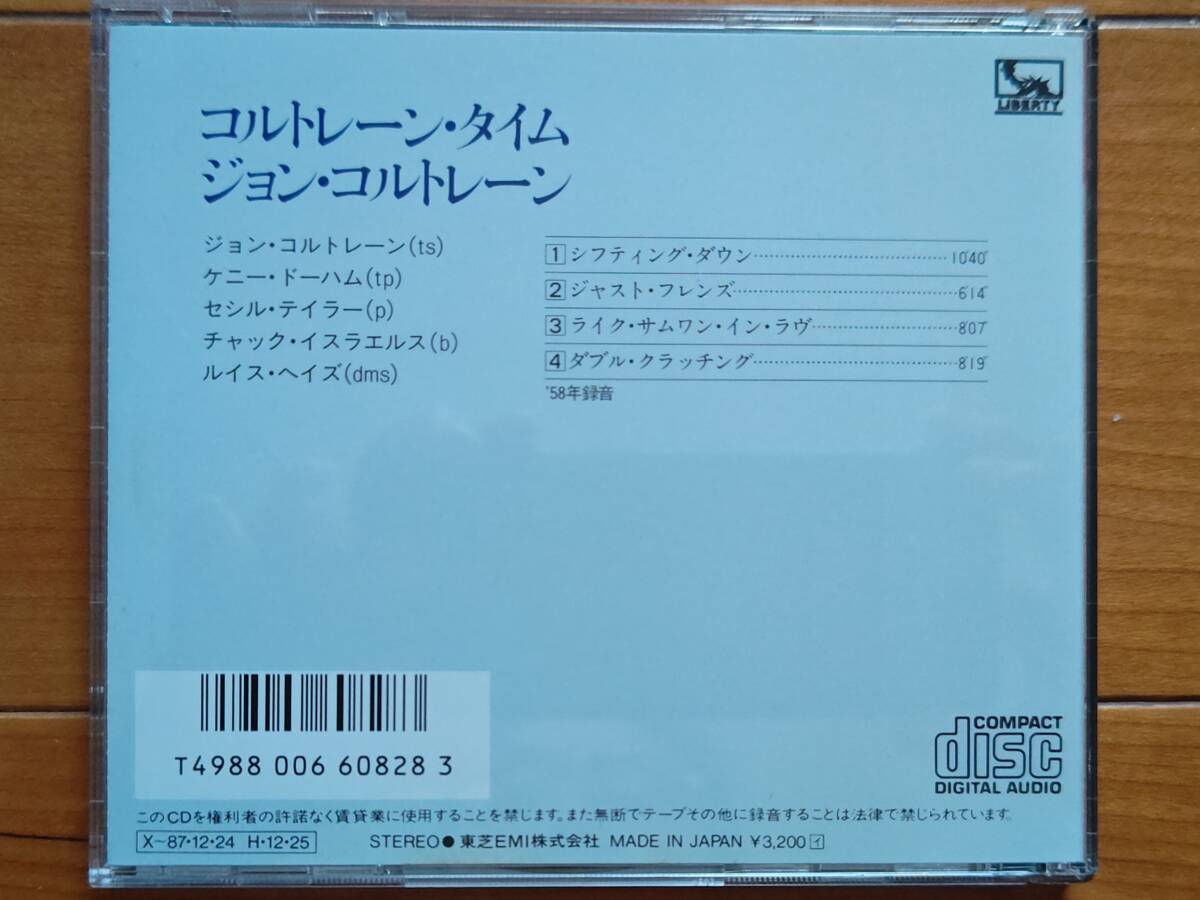 LIBERTY
コルトレーン・タイム
ジョン・コルトレーン
ジョン・コルトレーン(ts)
ケニー・ドーハム(tp)
セシル・テイラー(p)
チャック・イスラエルス(b)
ルイス・ヘイズ(dms)
1 シフティング・ダウン 10′40″
2 ジャスト・フレンズ 6′14″
3 ライク・サムワン・イン・ラヴ 8′07″
4 ダブル・クラッチング 8′19″
'58年録音
T4988 006 60828 3
COMPACT
disc
DIGITAL AUDIO
このCDを権利者の許諾なく賃貸業に使用することを禁じます。また無断でテープその他に録音することは法律で禁じられています。
X~87・12・24 H・12・25
STEREO● 東芝EMI株式会社 MADE IN JAPAN ¥3,200 イ